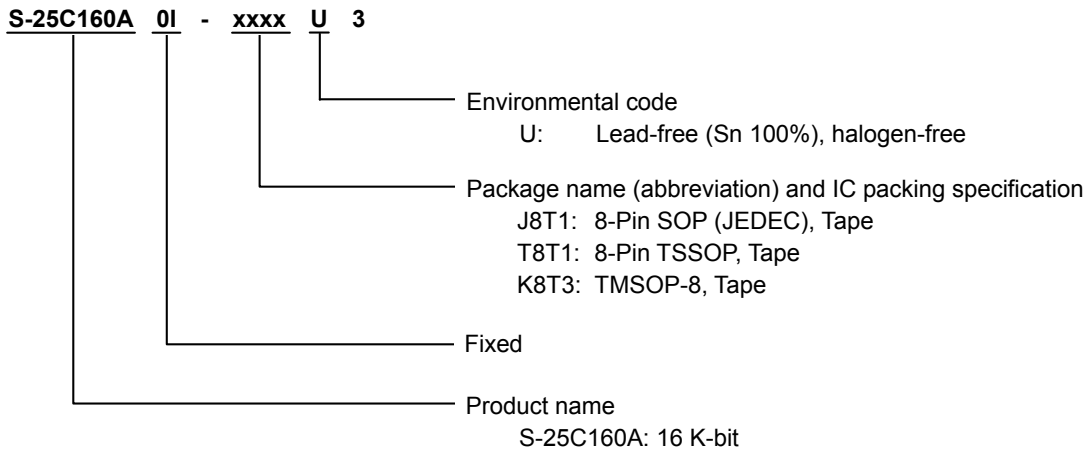 S-25C160A 0I - xxxx U 3
Environmental code
U: Lead-free (Sn 100%), halogen-free
Package name (abbreviation) and IC packing specification
J8T1: 8-Pin SOP (JEDEC), Tape
T8T1: 8-Pin TSSOP, Tape
K8T3: TMSOP-8, Tape
Fixed
Product name
S-25C160A: 16 K-bit